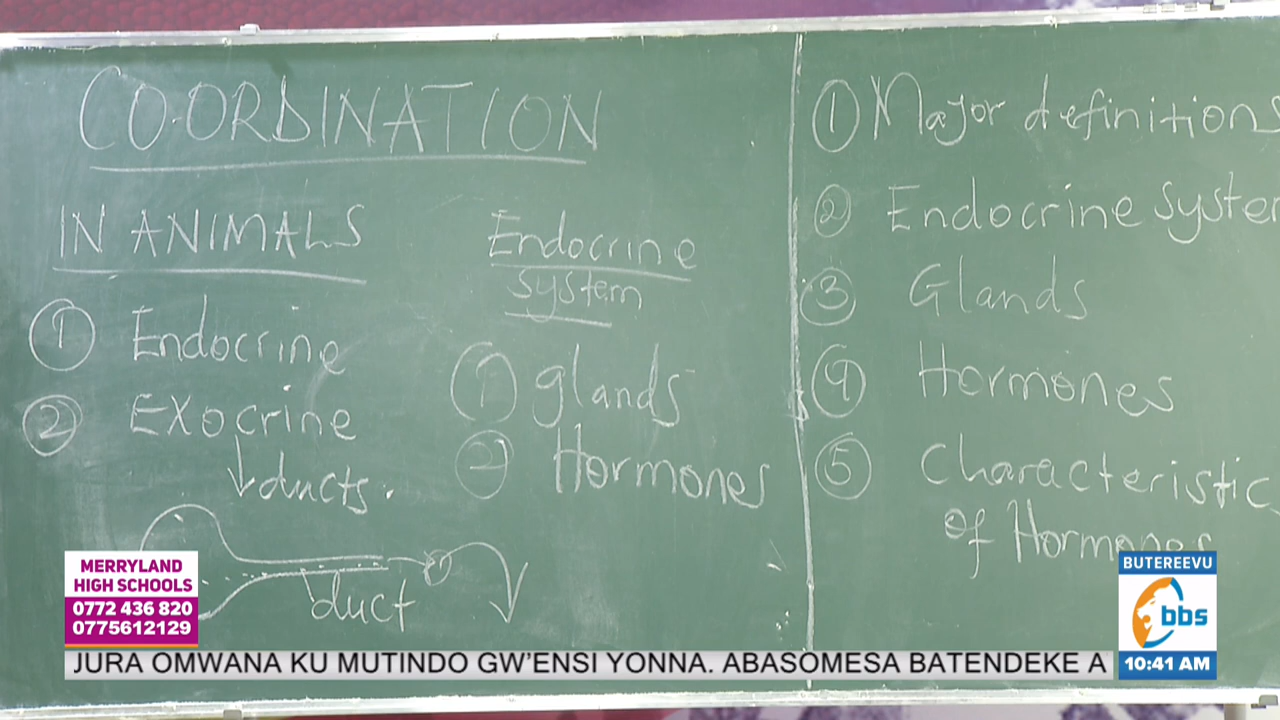 CO.ORDINATION
IN ANIMALS
① Endocrine
② Exocrine
ducts.
duct
Endocrine
system
① glands
② Hormones
① Major definitions
② Endocrine syste
③ Glands
④ Hormones
⑤ Characteristic
of Hormones
MERRYLAND
HIGH SCHOOLS
0772 436 820
0775612129
BUTEREEVU
bbs
10:41 AM
JURA OMWANA KU MUTINDO GW'ENSI YONNA. ABASOMESA BATENDEKE A